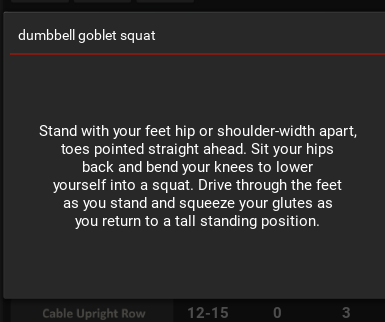 dumbbell goblet squat
Stand with your feet hip or shoulder-width apart,
toes pointed straight ahead. Sit your hips
back and bend your knees to lower
yourself into a squat. Drive through the feet
as you stand and squeeze your glutes as
you return to a tall standing position.
Cable Upright Row 12-15 0 3